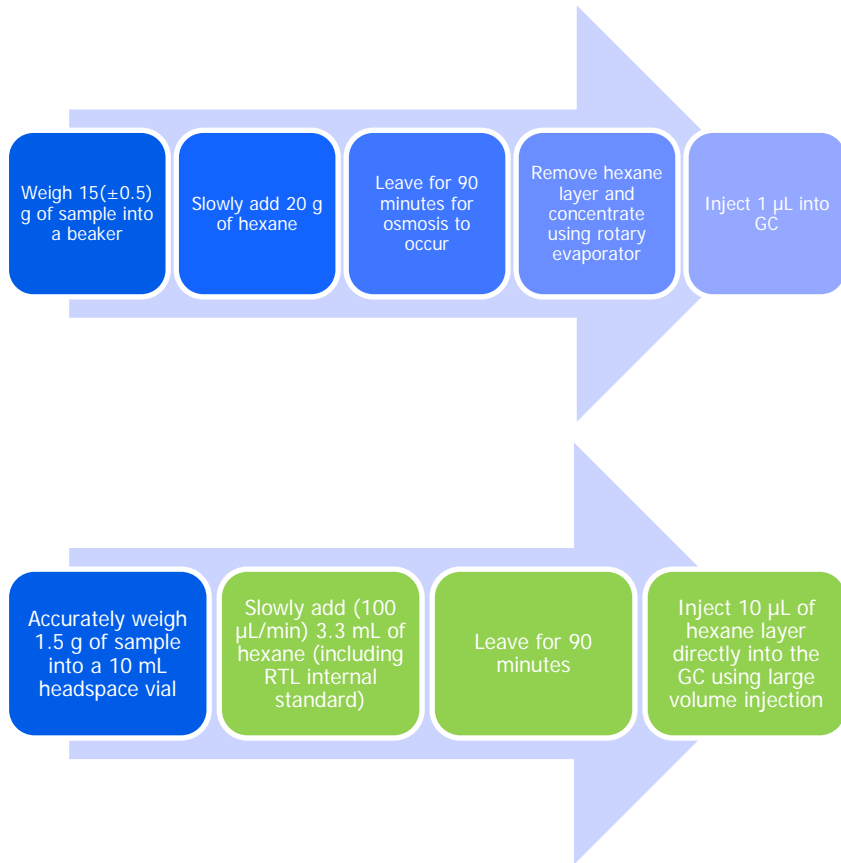 Weigh 15(±0.5)
g of sample into
a beaker
Slowly add 20 g
of hexane
Leave for 90
minutes for
osmosis to
occur
Remove hexane
layer and
concentrate
using rotary
evaporator
Inject 1 µL into
GC
Accurately weigh
1.5 g of sample
into a 10 mL
headspace vial
Slowly add (100
µL/min) 3.3 mL of
hexane (including
RTL internal
standard)
Leave for 90
minutes
Inject 10 µL of
hexane layer
directly into the
GC using large
volume injection